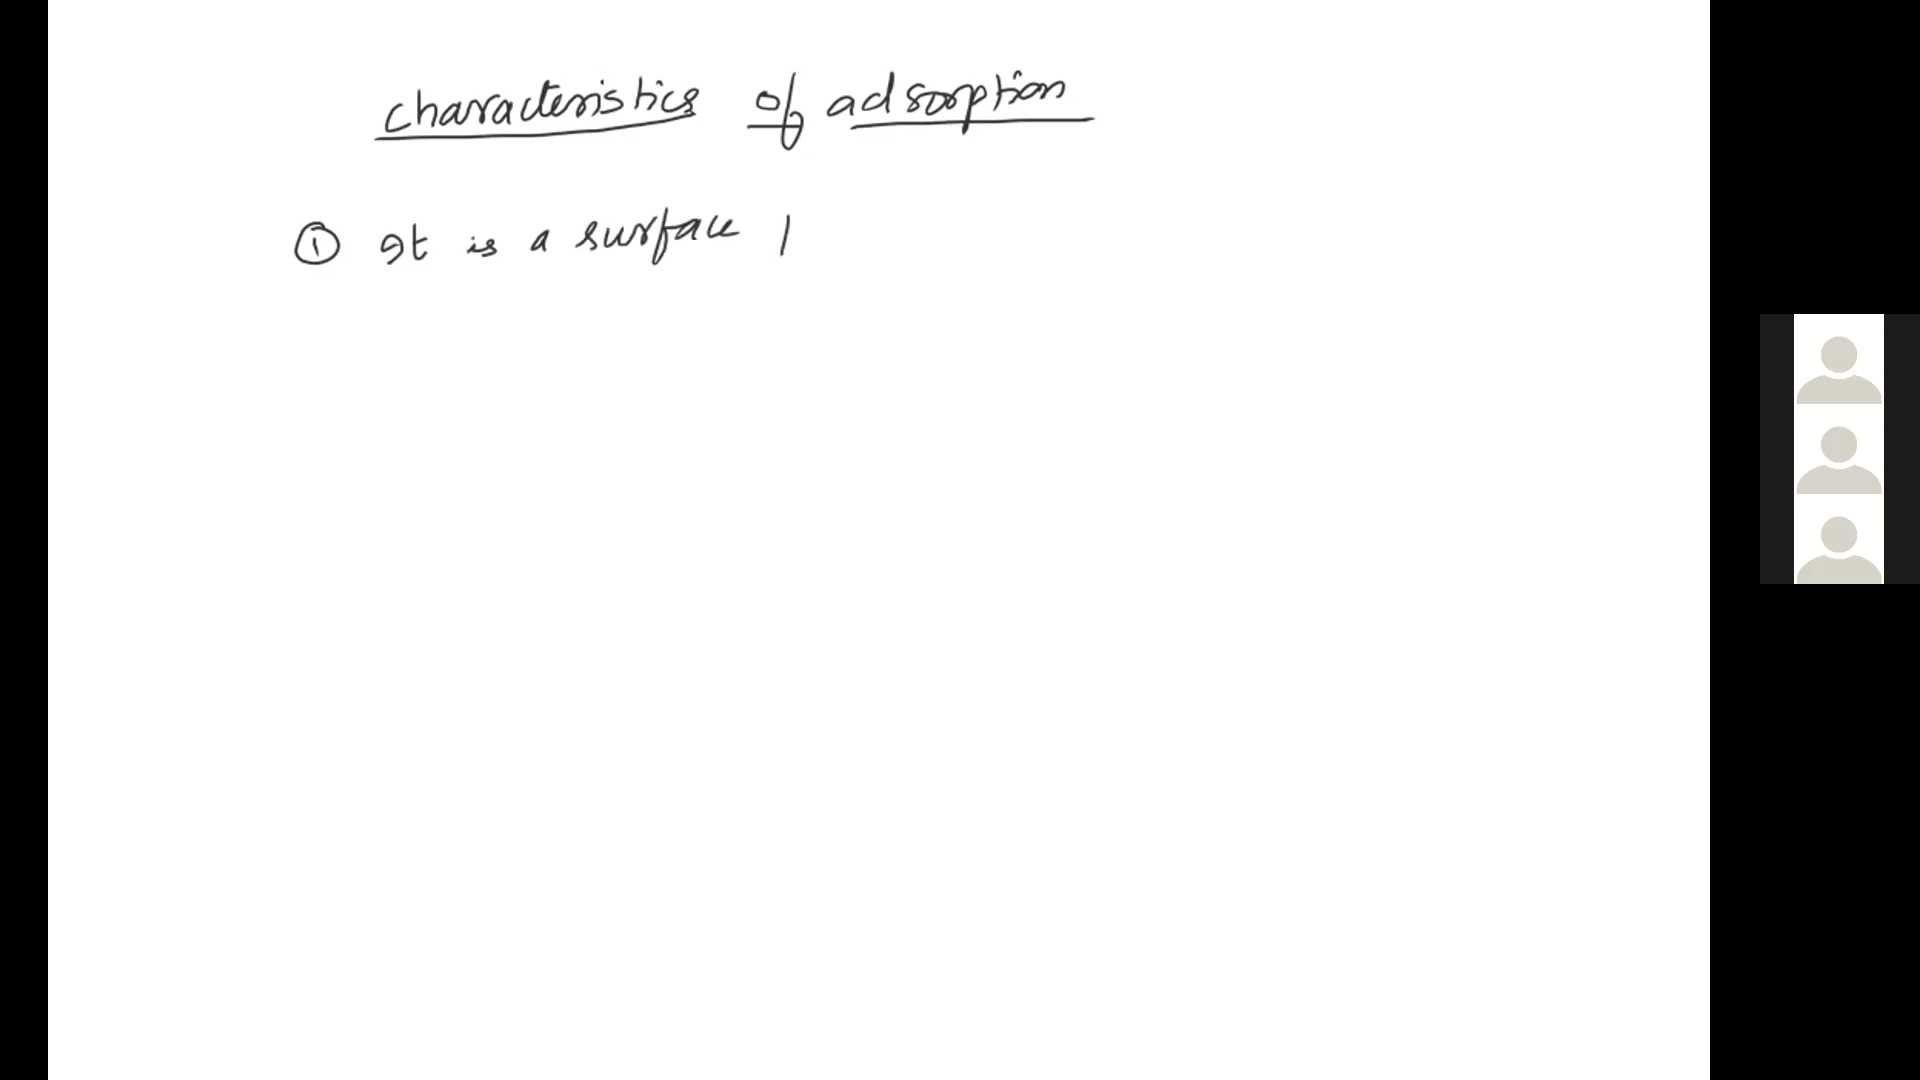 characteristics of adsorption
① It is a surface